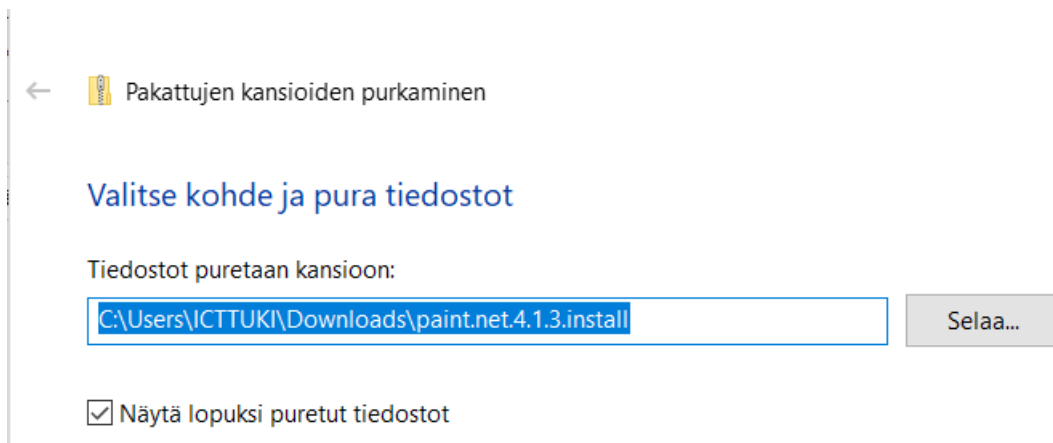 Pakattujen kansioiden purkaminen
Valitse kohde ja pura tiedostot
Tiedostot puretaan kansioon:
C:\Users\ICTTUKI\Downloads\paint.net.4.1.3.install
Selaa...
Näytä lopuksi puretut tiedostot